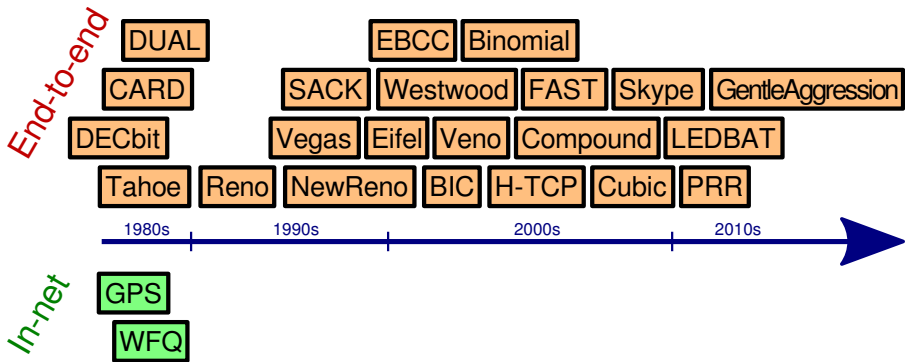 End-to-end
DUAL EBCC Binomial
CARD SACK Westwood FAST Skype GentleAggression
DECbit Vegas Eifel Veno Compound LEDBAT
Tahoe Reno NewReno BIC H-TCP Cubic PRR
1980s 1990s 2000s 2010s
In-net
GPS
WFQ